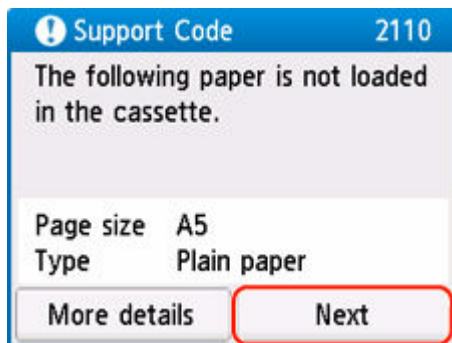 Support Code 2110
The following paper is not loaded
in the cassette.
Page size A5
Type Plain paper
More details Next